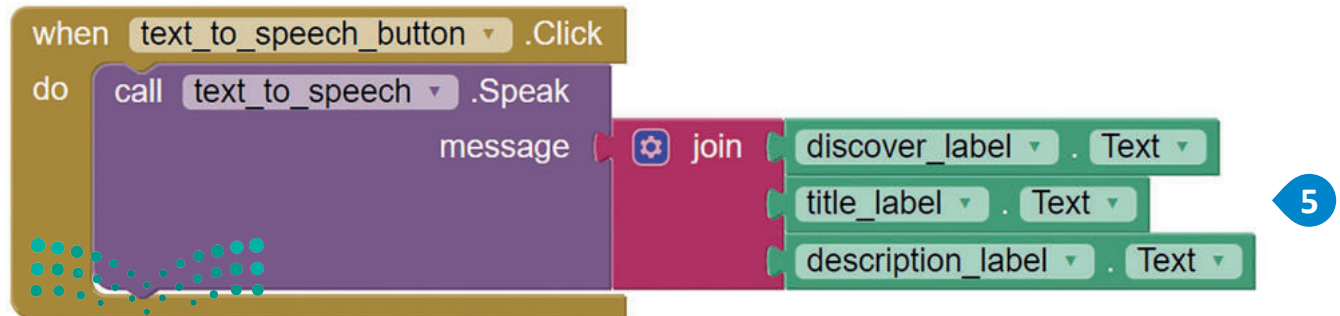 when text_to_speech_button .Click
do call text_to_speech .Speak
message join discover_label . Text
title_label . Text 5
description_label . Text